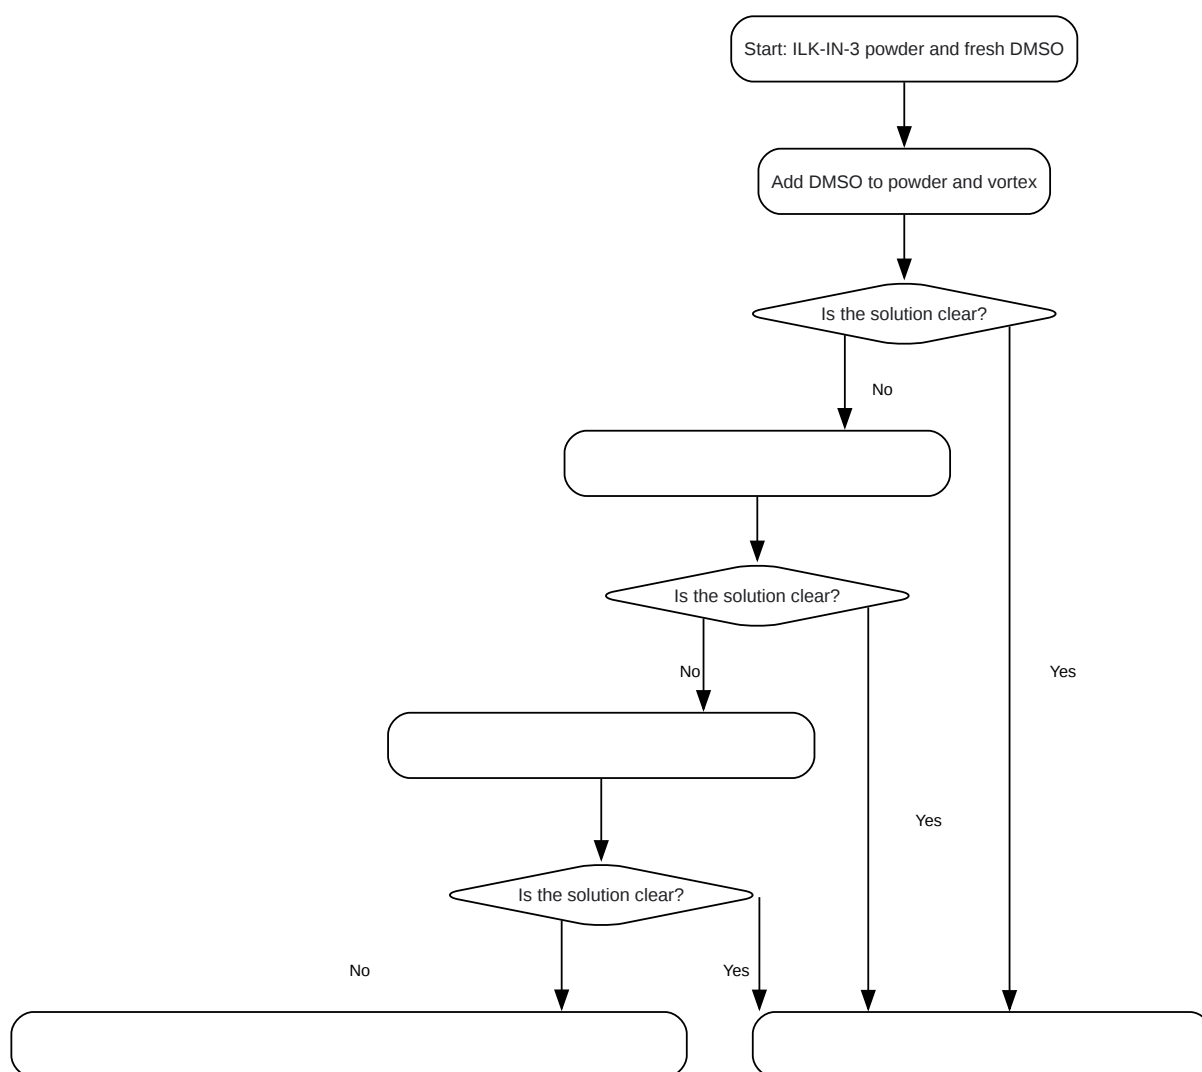 Start: ILK-IN-3 powder and fresh DMSO
Add DMSO to powder and vortex
Is the solution clear?
No
Is the solution clear?
No
Yes
Yes
Is the solution clear?
No
Yes